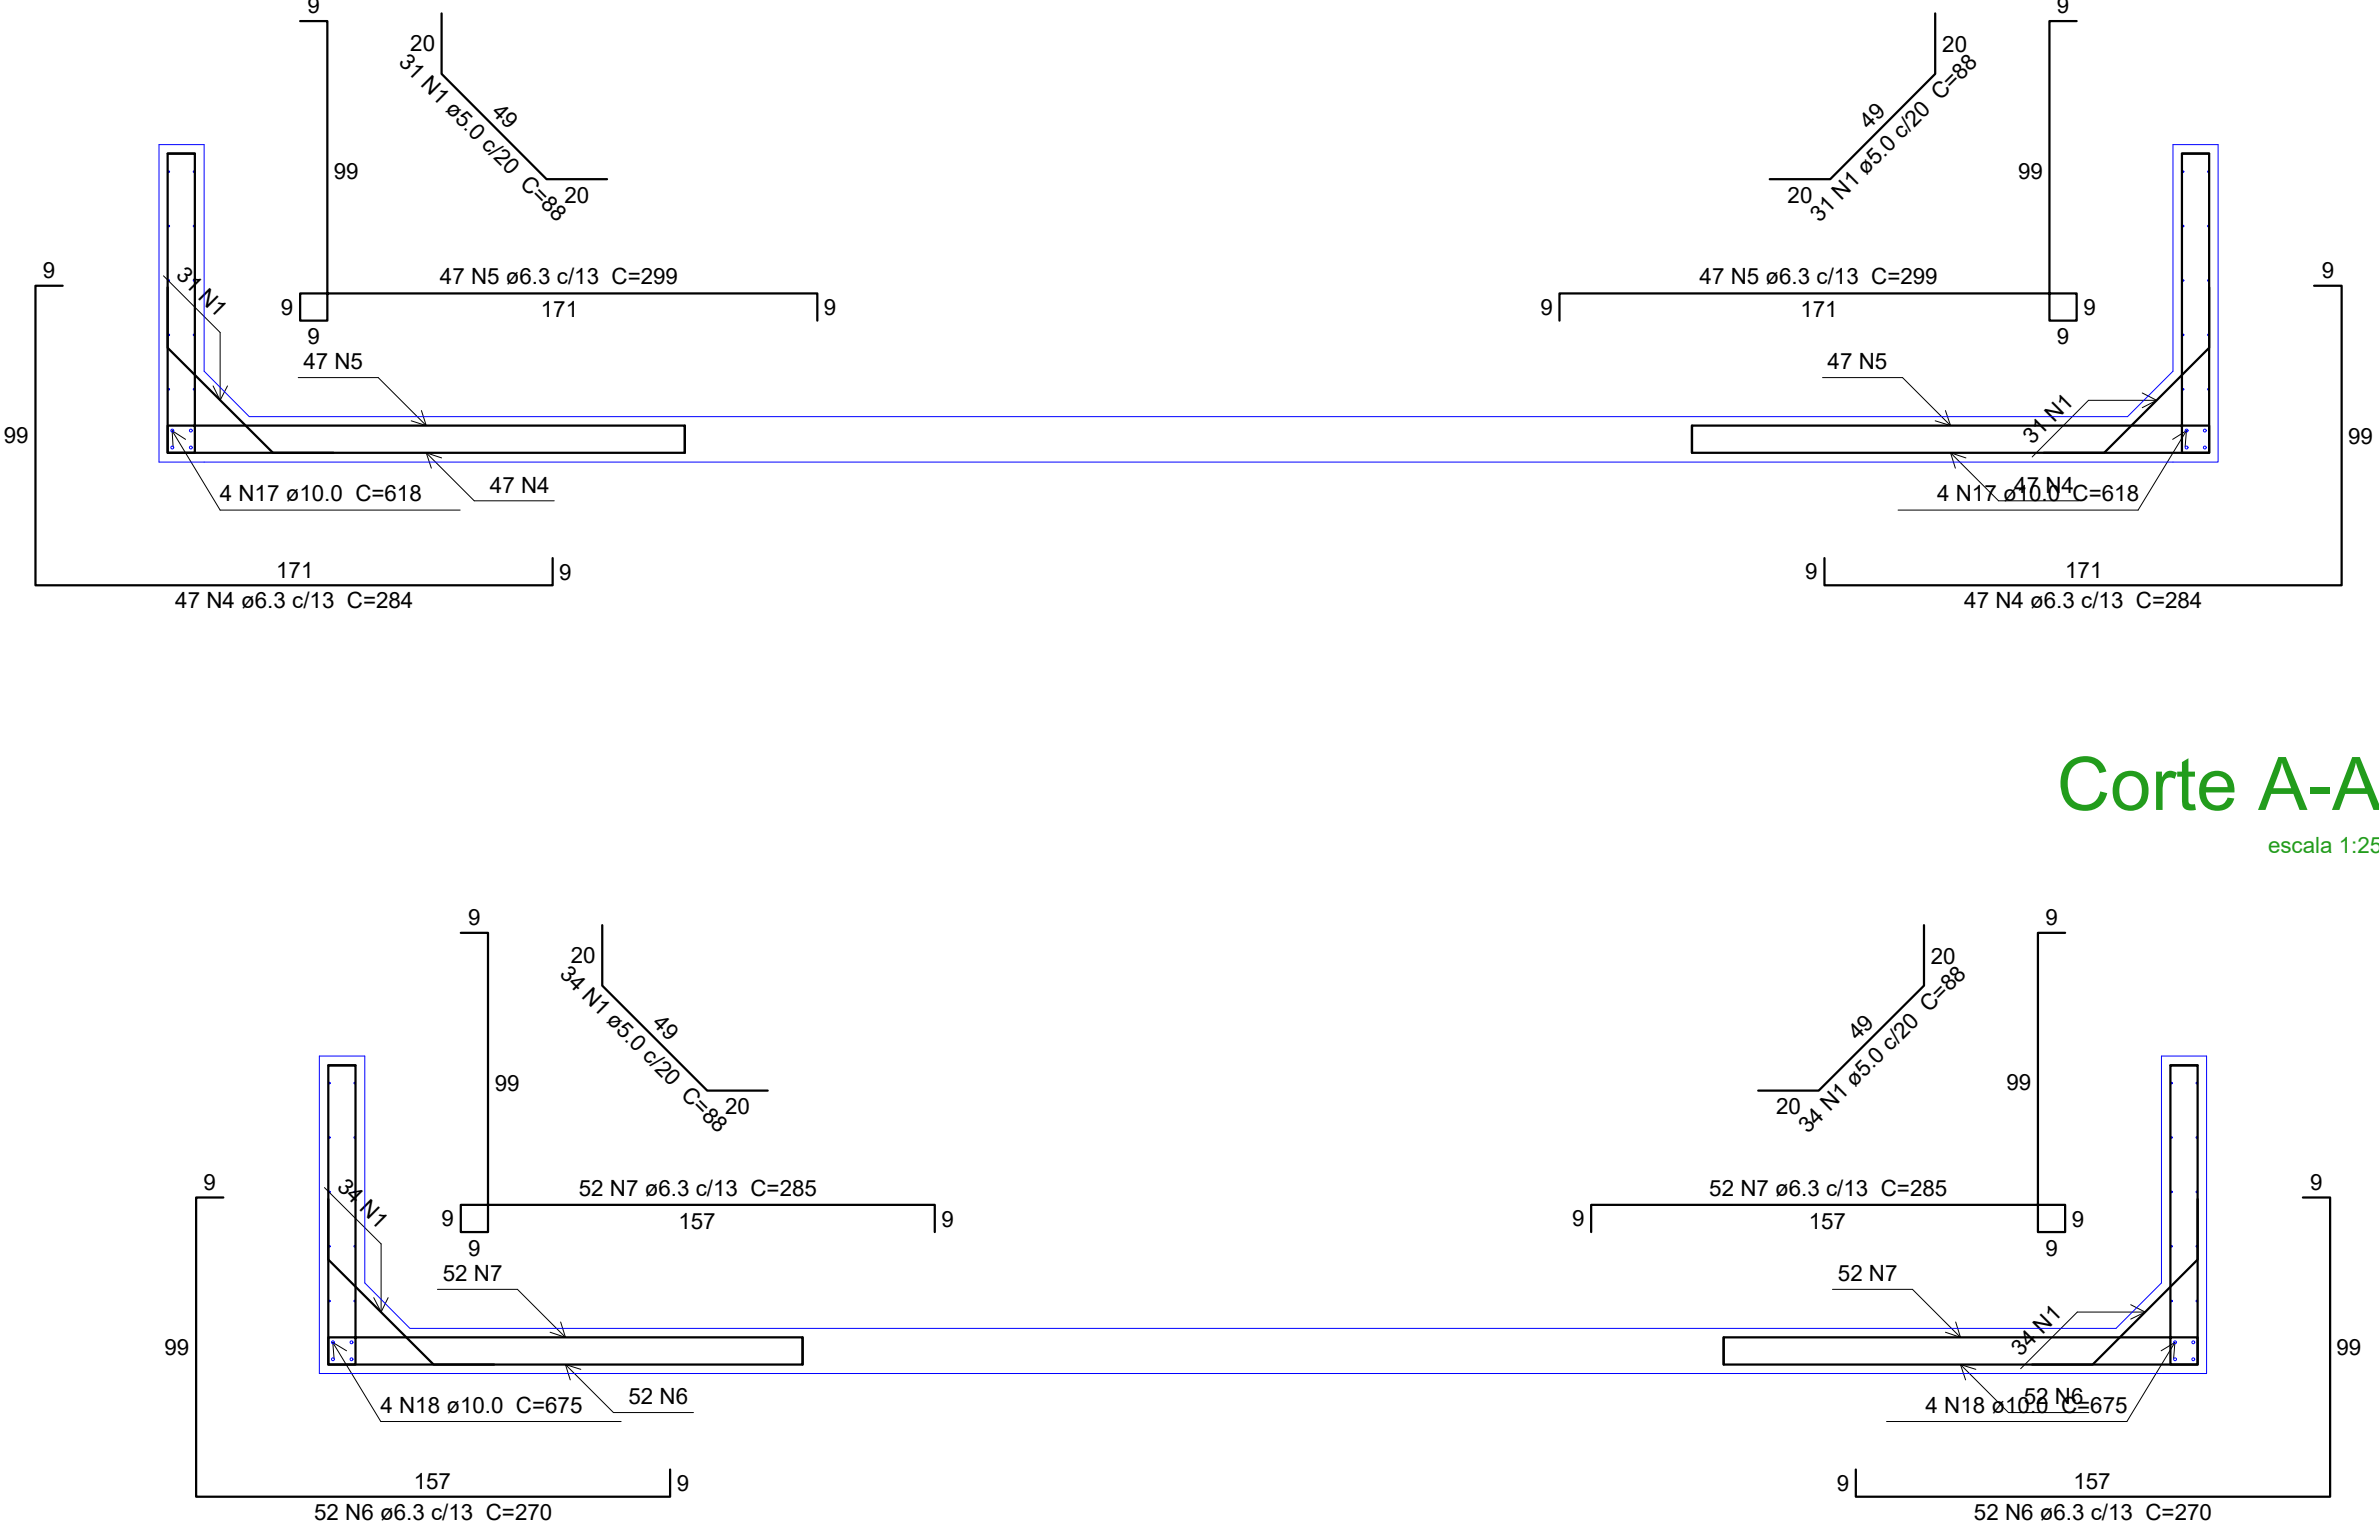 9
9
20
20
31 N1 ø5.0 c/20  C=88
49
49
31 N1 ø5.0 c/20  C=88
99
99
20
20
9
9
31 N1
47 N5 ø6.3 c/13  C=299
47 N5 ø6.3 c/13  C=299
9
171
9
9
171
9
9
9
47 N5
47 N5
31 N1
99
99
4 N17 ø10.0  C=618
47 N4
47 N4
4 N17 ø10.0  C=618
171
9
9
171
47 N4 ø6.3 c/13  C=284
47 N4 ø6.3 c/13  C=284
Corte A-A
escala 1:25
9
9
20
20
34 N1 ø5.0 c/20  C=88
49
49
34 N1 ø5.0 c/20  C=88
99
99
20
20
9
9
34 N1
52 N7 ø6.3 c/13  C=285
52 N7 ø6.3 c/13  C=285
9
157
9
9
157
9
9
9
52 N7
52 N7
34 N1
99
99
4 N18 ø10.0  C=675
52 N6
52 N6
4 N18 ø10.0  C=675
157
9
9
157
52 N6 ø6.3 c/13  C=270
52 N6 ø6.3 c/13  C=270